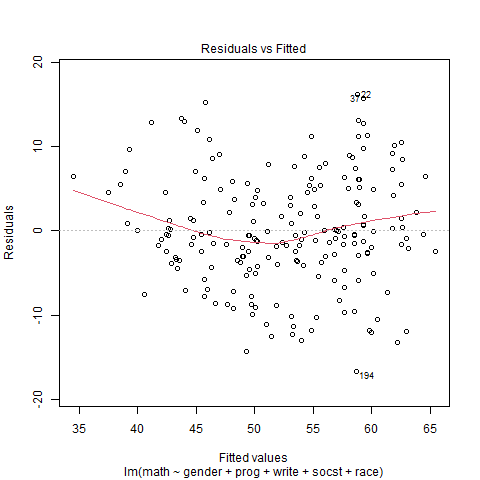 Residuals vs Fitted
Residuals
20
10
0
-10
-20
37
22
194
35 40 45 50 55 60 65
Fitted values
lm(math ~ gender + prog + write + socst + race)